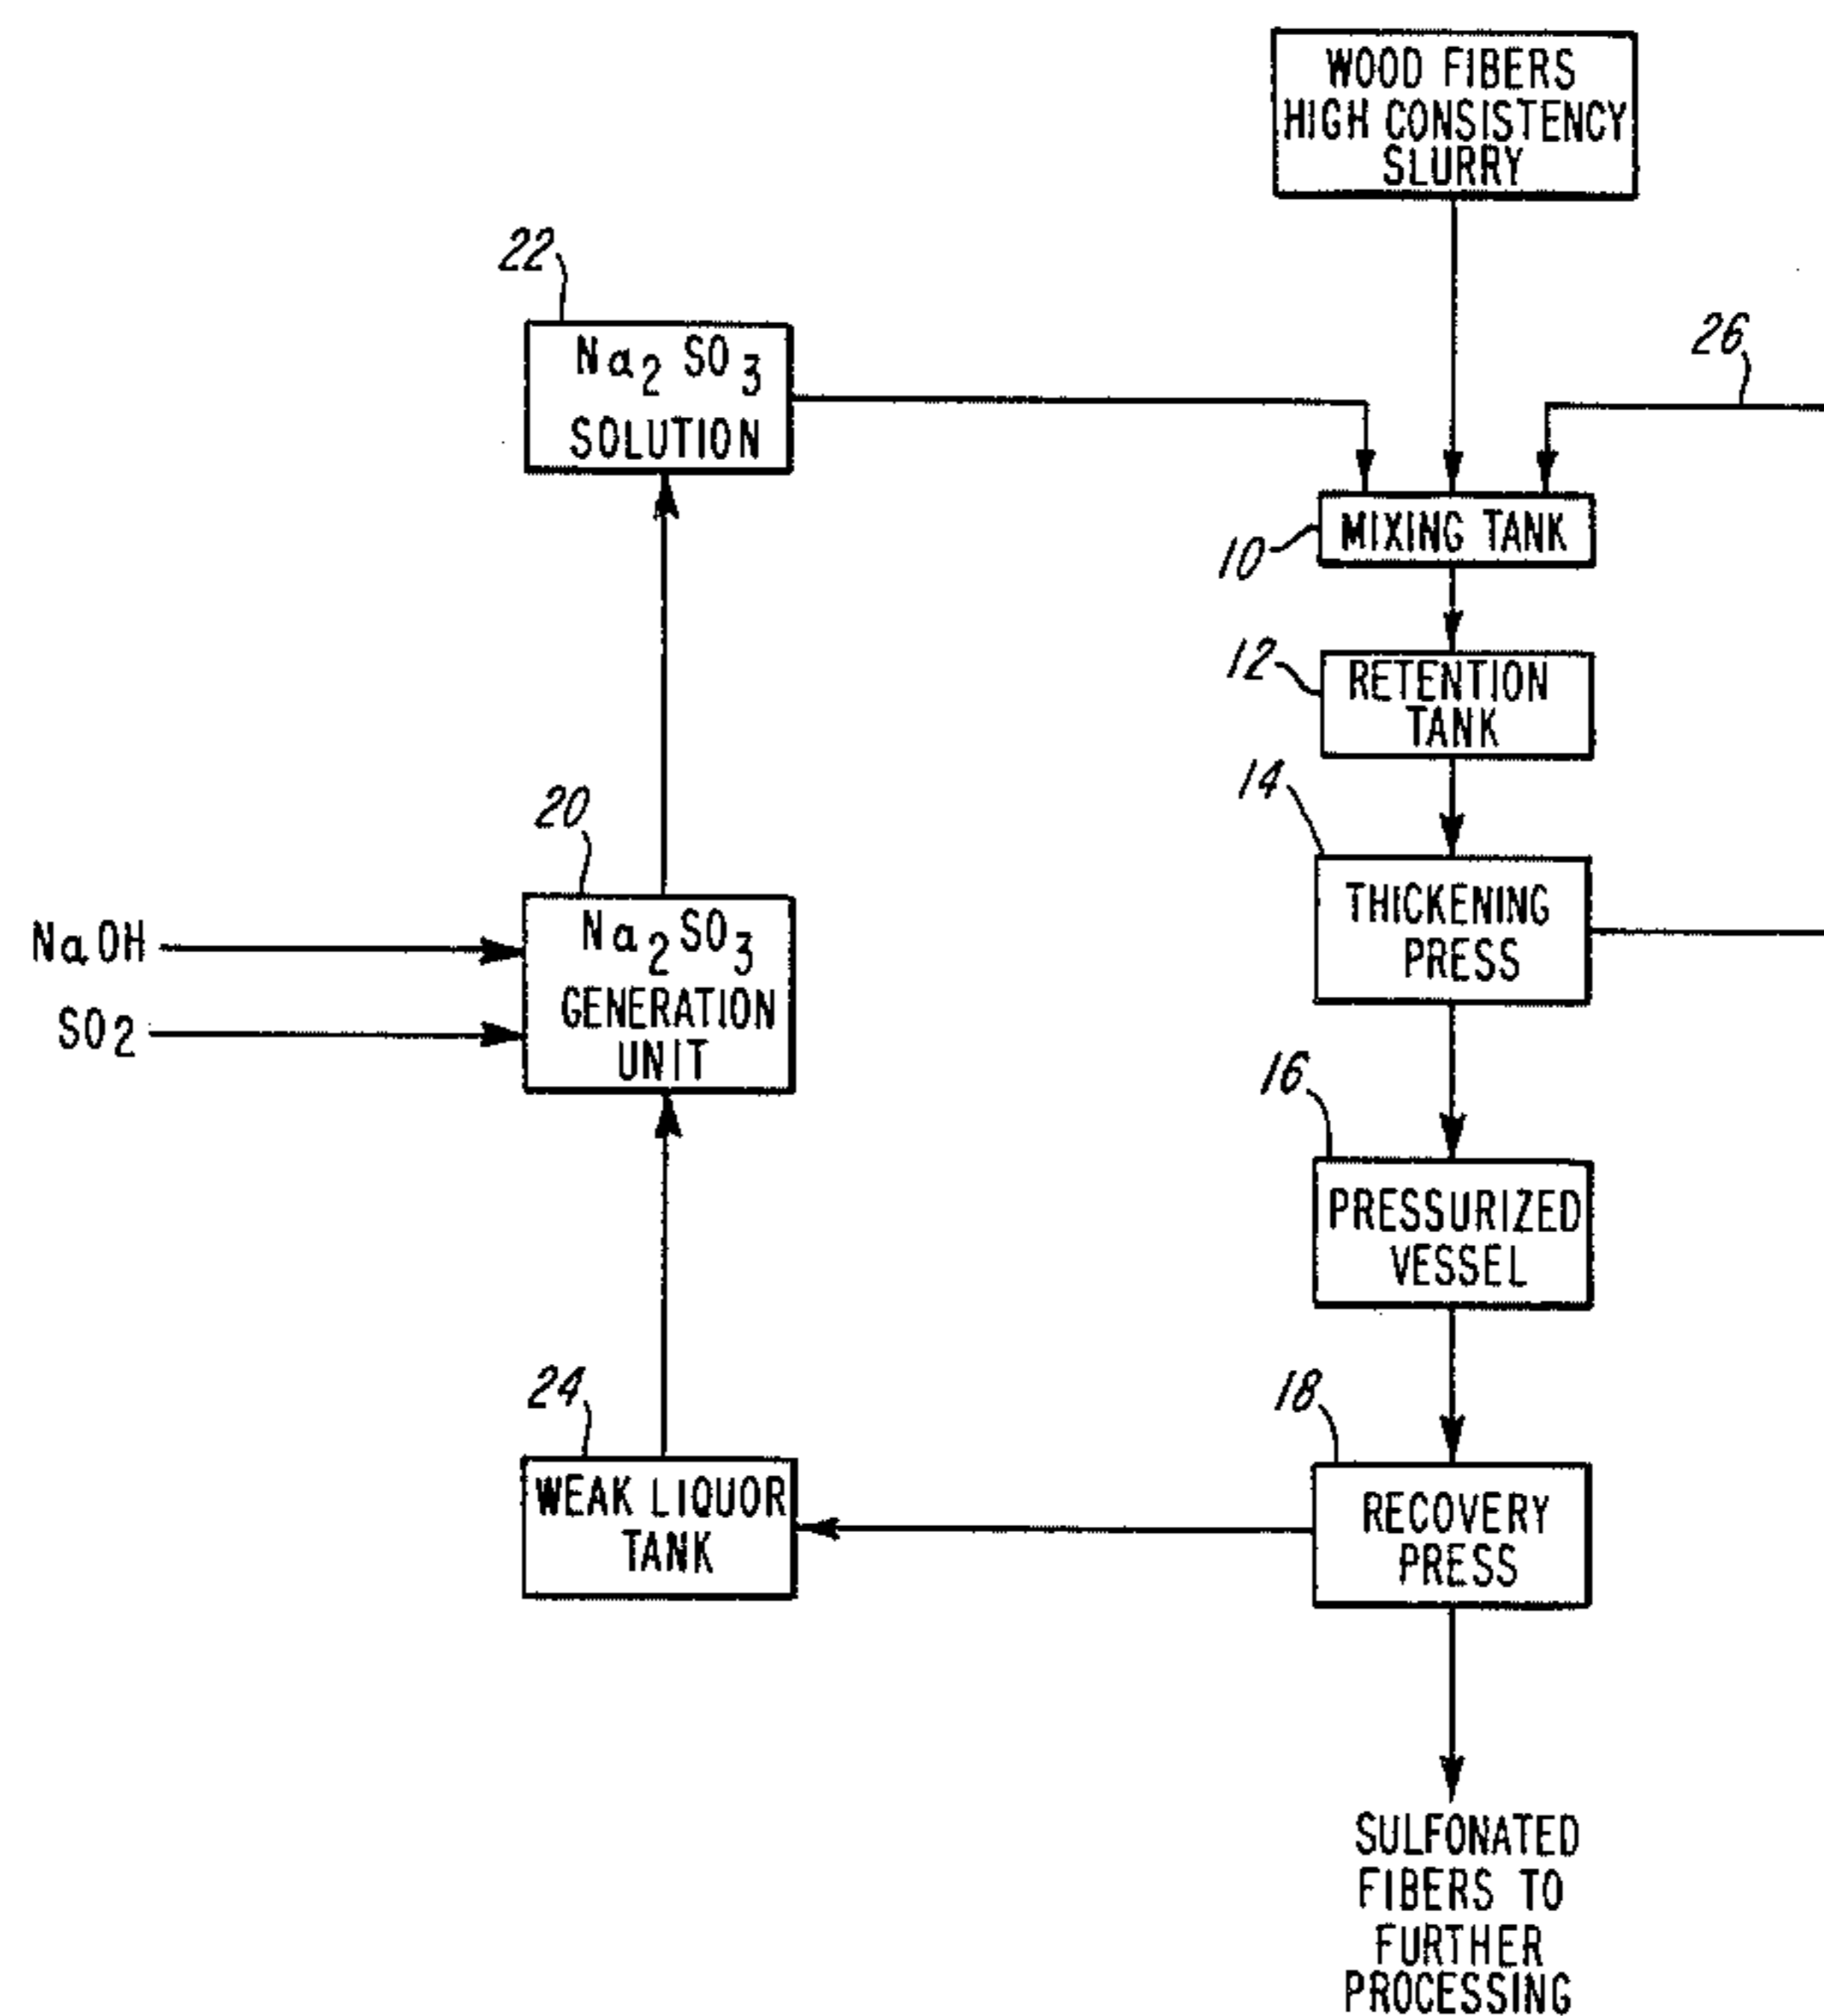 WOOD FIBERS
HIGH CONSISTENCY
SLURRY
22
Na2 SO3
SOLUTION
26
10
MIXING TANK
12
RETENTION
TANK
14
THICKENING
PRESS
20
NaOH
SO2
Na2SO3
GENERATION
UNIT
16
PRESSURIZED
VESSEL
24
WEAK LIQUOR
TANK
18
RECOVERY
PRESS
SULFONATED
FIBERS TO
FURTHER
PROCESSING